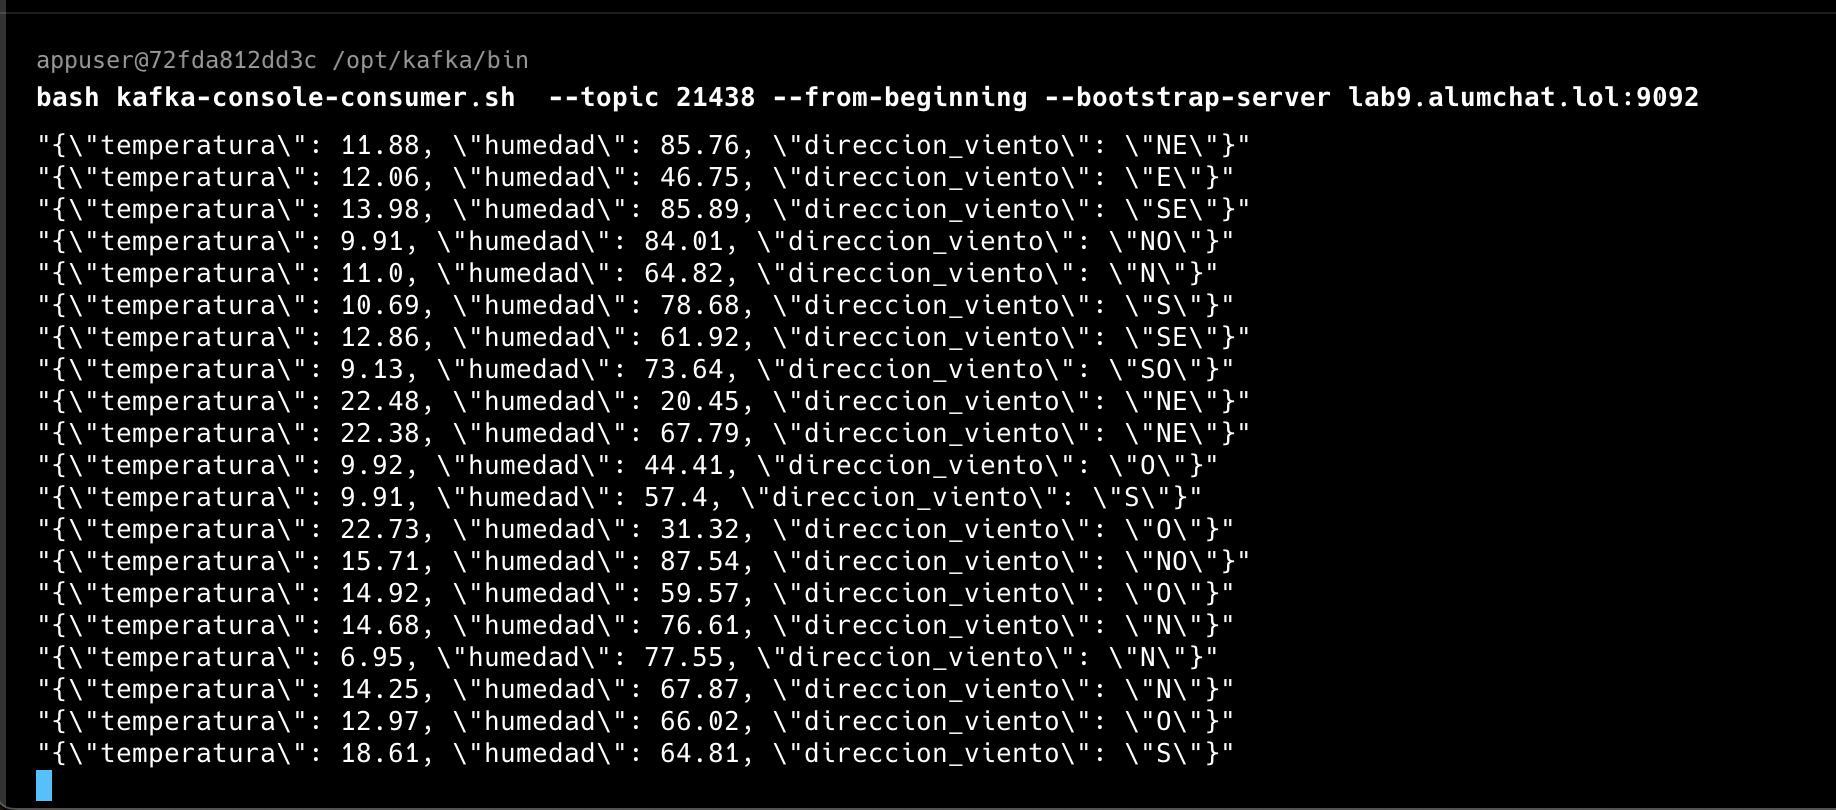 appuser@72fda812dd3c /opt/kafka/bin
bash kafka-console-consumer.sh  --topic 21438 --from-beginning --bootstrap-server lab9.alumchat.lol:9092
"{\"temperatura\": 11.88, \"humedad\": 85.76, \"direccion_viento\": \"NE\"}"
"{\"temperatura\": 12.06, \"humedad\": 46.75, \"direccion_viento\": \"E\"}"
"{\"temperatura\": 13.98, \"humedad\": 85.89, \"direccion_viento\": \"SE\"}"
"{\"temperatura\": 9.91, \"humedad\": 84.01, \"direccion_viento\": \"NO\"}"
"{\"temperatura\": 11.0, \"humedad\": 64.82, \"direccion_viento\": \"N\"}"
"{\"temperatura\": 10.69, \"humedad\": 78.68, \"direccion_viento\": \"S\"}"
"{\"temperatura\": 12.86, \"humedad\": 61.92, \"direccion_viento\": \"SE\"}"
"{\"temperatura\": 9.13, \"humedad\": 73.64, \"direccion_viento\": \"SO\"}"
"{\"temperatura\": 22.48, \"humedad\": 20.45, \"direccion_viento\": \"NE\"}"
"{\"temperatura\": 22.38, \"humedad\": 67.79, \"direccion_viento\": \"NE\"}"
"{\"temperatura\": 9.92, \"humedad\": 44.41, \"direccion_viento\": \"O\"}"
"{\"temperatura\": 9.91, \"humedad\": 57.4, \"direccion_viento\": \"S\"}"
"{\"temperatura\": 22.73, \"humedad\": 31.32, \"direccion_viento\": \"O\"}"
"{\"temperatura\": 15.71, \"humedad\": 87.54, \"direccion_viento\": \"NO\"}"
"{\"temperatura\": 14.92, \"humedad\": 59.57, \"direccion_viento\": \"O\"}"
"{\"temperatura\": 14.68, \"humedad\": 76.61, \"direccion_viento\": \"N\"}"
"{\"temperatura\": 6.95, \"humedad\": 77.55, \"direccion_viento\": \"N\"}"
"{\"temperatura\": 14.25, \"humedad\": 67.87, \"direccion_viento\": \"N\"}"
"{\"temperatura\": 12.97, \"humedad\": 66.02, \"direccion_viento\": \"O\"}"
"{\"temperatura\": 18.61, \"humedad\": 64.81, \"direccion_viento\": \"S\"}"